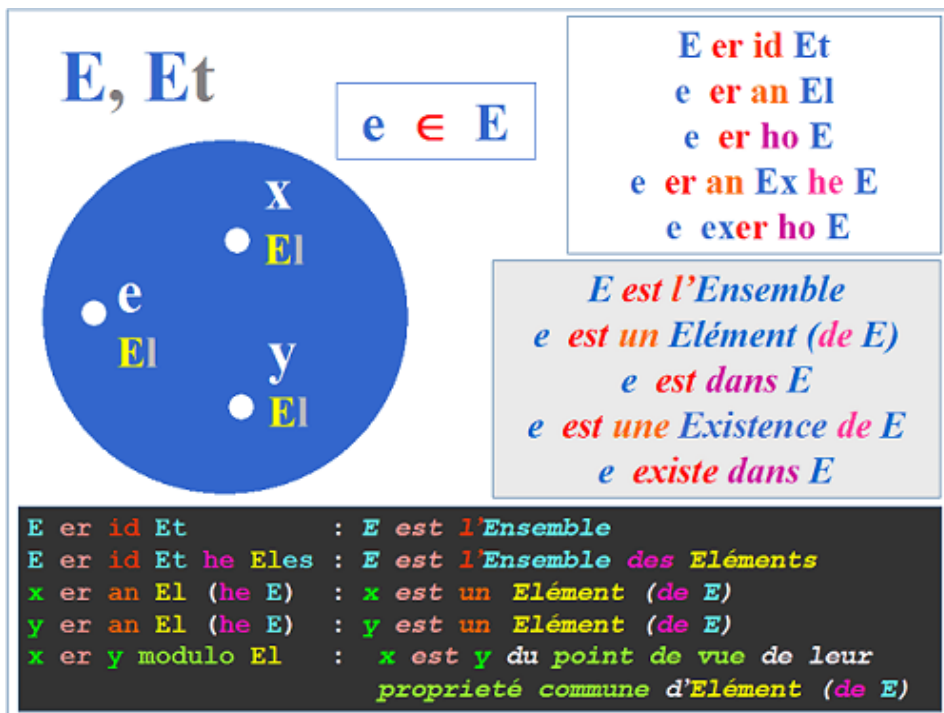 E, Et
e ∈ E
x
El
e
El
y
El
E er id Et
e er an El
e er ho E
e er an Ex he E
e exer ho E
E est l'Ensemble
e est un Elément (de E)
e est dans E
e est une Existence de E
e existe dans E
E er id Et : E est l'Ensemble
E er id Et he Eles : E est l'Ensemble des Eléments
x er an El (he E) : x est un Elément (de E)
y er an El (he E) : y est un Elément (de E)
x er y modulo El : x est y du point de vue de leur
proprieté commune d'Elément (de E)